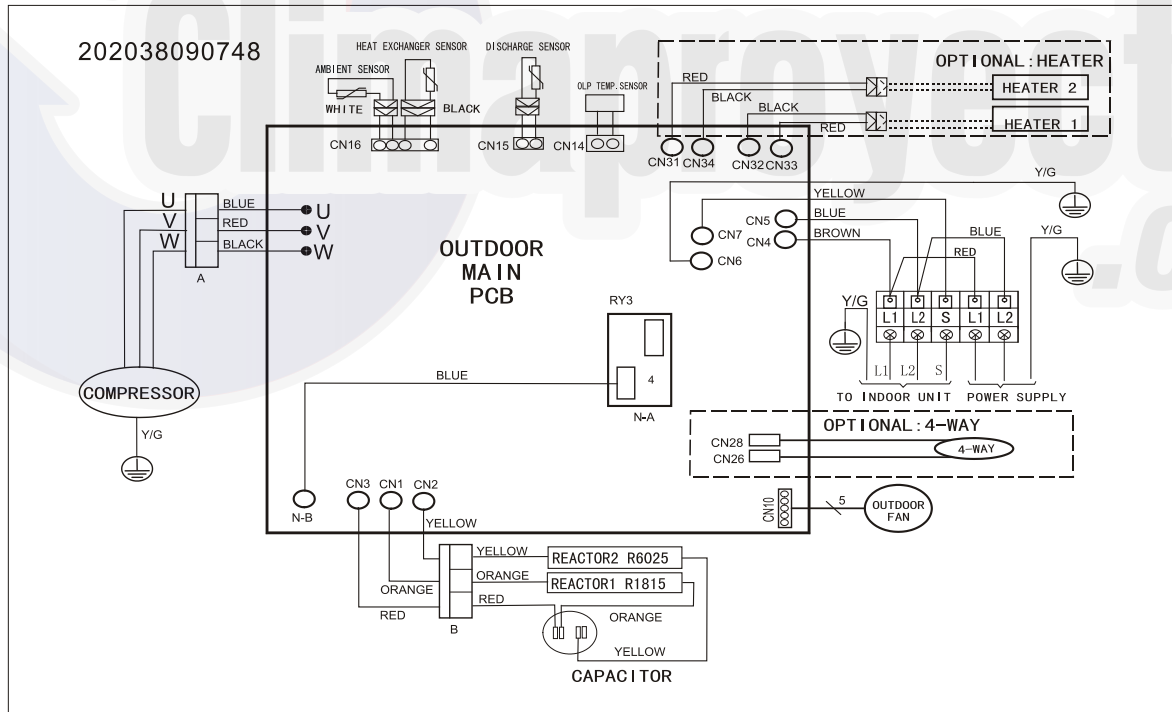 Climaproyect
.c
202038090748
HEAT EXCHANGER SENSOR
DISCHARGE SENSOR
AMBIENT SENSOR
OLP TEMP.SENSOR
WHITE
BLACK
CN16
CN15
CN14
OPTIONAL:HEATER
RED
HEATER 2
BLACK
BLACK
HEATER 1
RED
CN31
CN34
CN32
CN33
Y/G
YELLOW
CN5
BLUE
CN7
CN4
BROWN
CN6
BLUE
Y/G
RED
U
BLUE
U
V
RED
V
W
BLACK
W
A
OUTDOOR
MAIN
PCB
RY3
4
N-A
BLUE
Y/G
L1
L2
S
L1
L2
L1
L2
S
TO INDOOR UNIT
POWER SUPPLY
COMPRESSOR
Y/G
OPTIONAL:4-WAY
CN28
CN26
4-WAY
CN10
5
OUTDOOR
FAN
N-B
CN3
CN1
CN2
YELLOW
YELLOW
REACTOR2 R6025
ORANGE
ORANGE
REACTOR1 R1815
RED
RED
B
ORANGE
YELLOW
CAPACITOR